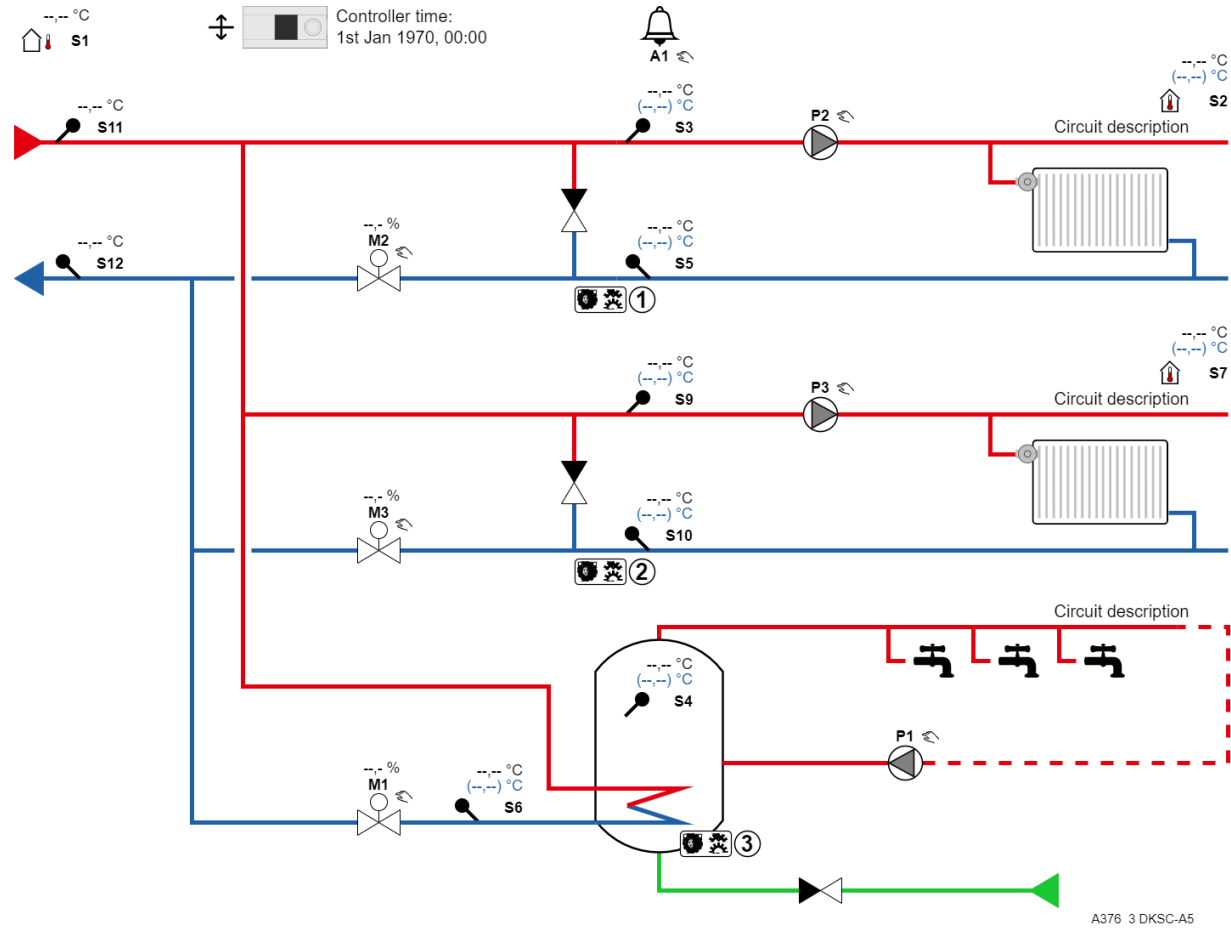 --,-- °C
S1
Controller time:
1st Jan 1970, 00:00
A1
--,-- °C
(--,--) °C
S2
--,-- °C
S11
--,-- °C
(--,--) °C
S3
P2
Circuit description
--,-- °C
S12
--,- %
M2
--,-- °C
(--,--) °C
S5
1
--,-- °C
(--,--) °C
S7
--,-- °C
(--,--) °C
S9
P3
Circuit description
--,- %
M3
--,-- °C
(--,--) °C
S10
2
Circuit description
--,-- °C
(--,--) °C
S4
P1
--,- %
M1
--,-- °C
(--,--) °C
S6
3
A376 3 DKSC-A5